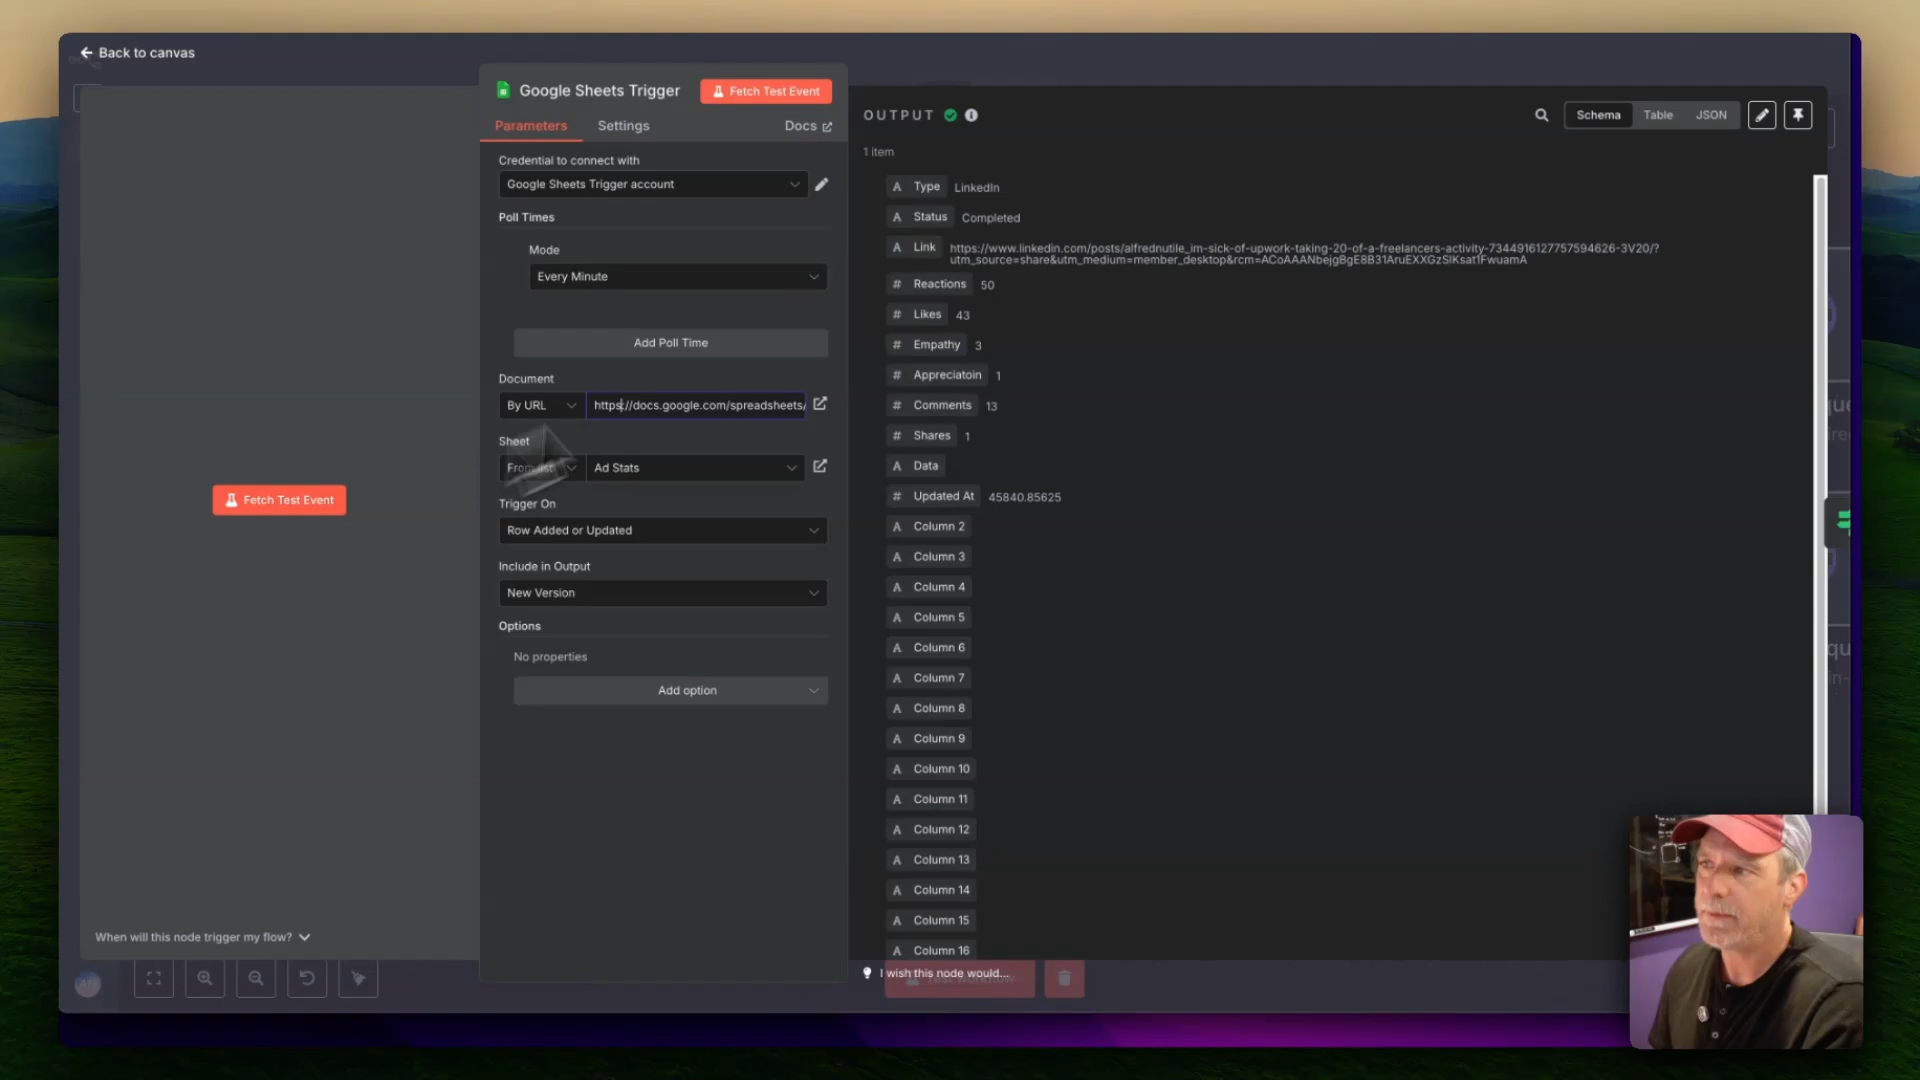 Back to canvas
Google Sheets Trigger
Fetch Test Event
Parameters
Settings
Docs
Credential to connect with
Google Sheets Trigger account
Poll Times
Mode
Every Minute
Add Poll Time
Document
By URL
https://docs.google.com/spreadsheets/
Sheet
From list
Ad Stats
Trigger On
Row Added or Updated
Include in Output
New Version
Options
No properties
Add option
Fetch Test Event
When will this node trigger my flow?
OUTPUT
Schema
Table
JSON
1 item
A Type LinkedIn
A Status Completed
A Link https://www.linkedin.com/posts/alfrednutile_im-sick-of-upwork-taking-20-of-a-freelancers-activity-7344916127757594626-3V20/?
utm_source=share&utm_medium=member_desktop&rcm=ACoAAANbejgBgE8B31AruEXXGzSIKsat1FwuamA
# Reactions 50
# Likes 43
# Empathy 3
# Appreciatoin 1
# Comments 13
# Shares 1
A Data
# Updated At 45840.85625
A Column 2
A Column 3
A Column 4
A Column 5
A Column 6
A Column 7
A Column 8
A Column 9
A Column 10
A Column 11
A Column 12
A Column 13
A Column 14
A Column 15
A Column 16
I wish this node would...
Test workflow